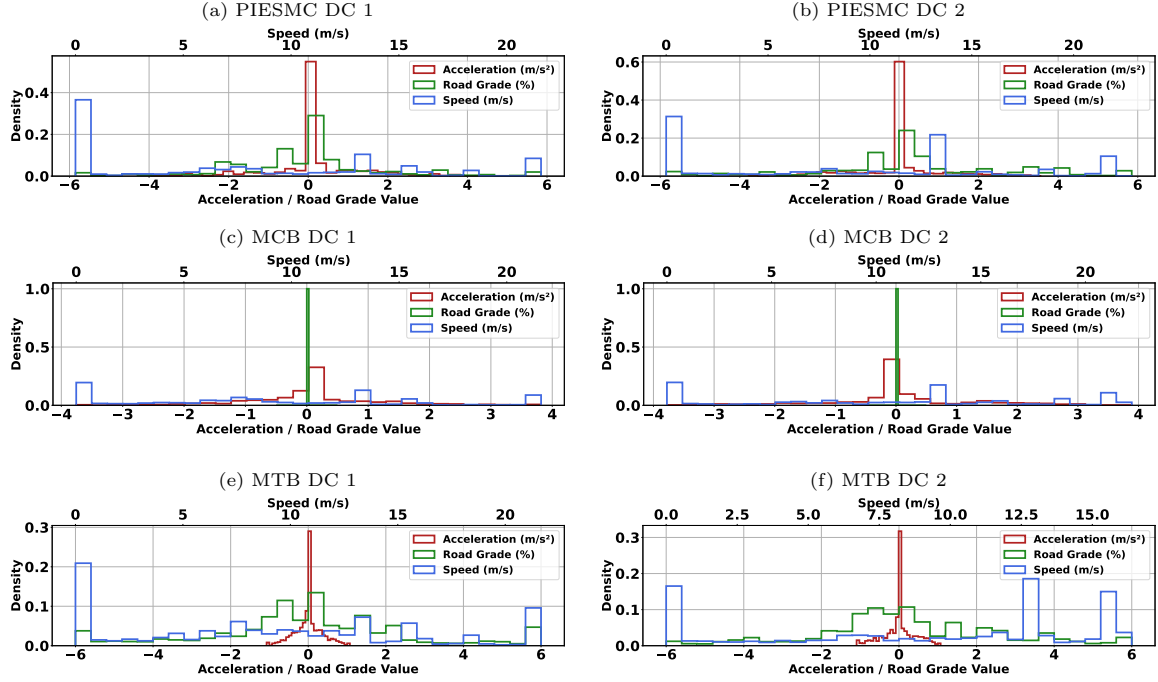 (a) PIESMC DC 1
Speed (m/s)
0 5 10 15 20
Acceleration (m/s²)
Road Grade (%)
Speed (m/s)
Density
0.4
0.2
0.0
−6 −4 −2 0 2 4 6
Acceleration / Road Grade Value
(b) PIESMC DC 2
Speed (m/s)
0 5 10 15 20
Acceleration (m/s²)
Road Grade (%)
Speed (m/s)
Density
0.6
0.4
0.2
0.0
−6 −4 −2 0 2 4 6
Acceleration / Road Grade Value
(c) MCB DC 1
Speed (m/s)
0 5 10 15 20
Acceleration (m/s²)
Road Grade (%)
Speed (m/s)
Density
1.0
0.5
0.0
−4 −3 −2 −1 0 1 2 3 4
Acceleration / Road Grade Value
(d) MCB DC 2
Speed (m/s)
0 5 10 15 20
Acceleration (m/s²)
Road Grade (%)
Speed (m/s)
Density
1.0
0.5
0.0
−4 −3 −2 −1 0 1 2 3 4
Acceleration / Road Grade Value
(e) MTB DC 1
Speed (m/s)
0 5 10 15 20
Acceleration (m/s²)
Road Grade (%)
Speed (m/s)
Density
0.3
0.2
0.1
0.0
−6 −4 −2 0 2 4 6
Acceleration / Road Grade Value
(f) MTB DC 2
Speed (m/s)
0.0 2.5 5.0 7.5 10.0 12.5 15.0
Acceleration (m/s²)
Road Grade (%)
Speed (m/s)
Density
0.3
0.2
0.1
0.0
−6 −4 −2 0 2 4 6
Acceleration / Road Grade Value